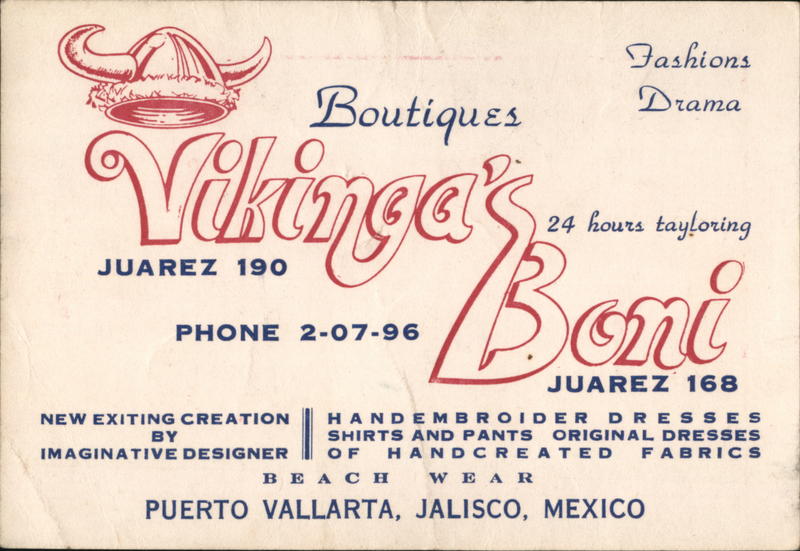 Fashions
Drama
Boutiques
Vikinga's
24 hours tayloring
JUAREZ 190
Boni
PHONE 2-07-96
JUAREZ 168
NEW EXITING CREATION
BY
IMAGINATIVE DESIGNER
HANDEMBROIDER DRESSES
SHIRTS AND PANTS ORIGINAL DRESSES
OF HANDCREATED FABRICS
BEACH WEAR
PUERTO VALLARTA, JALISCO, MEXICO